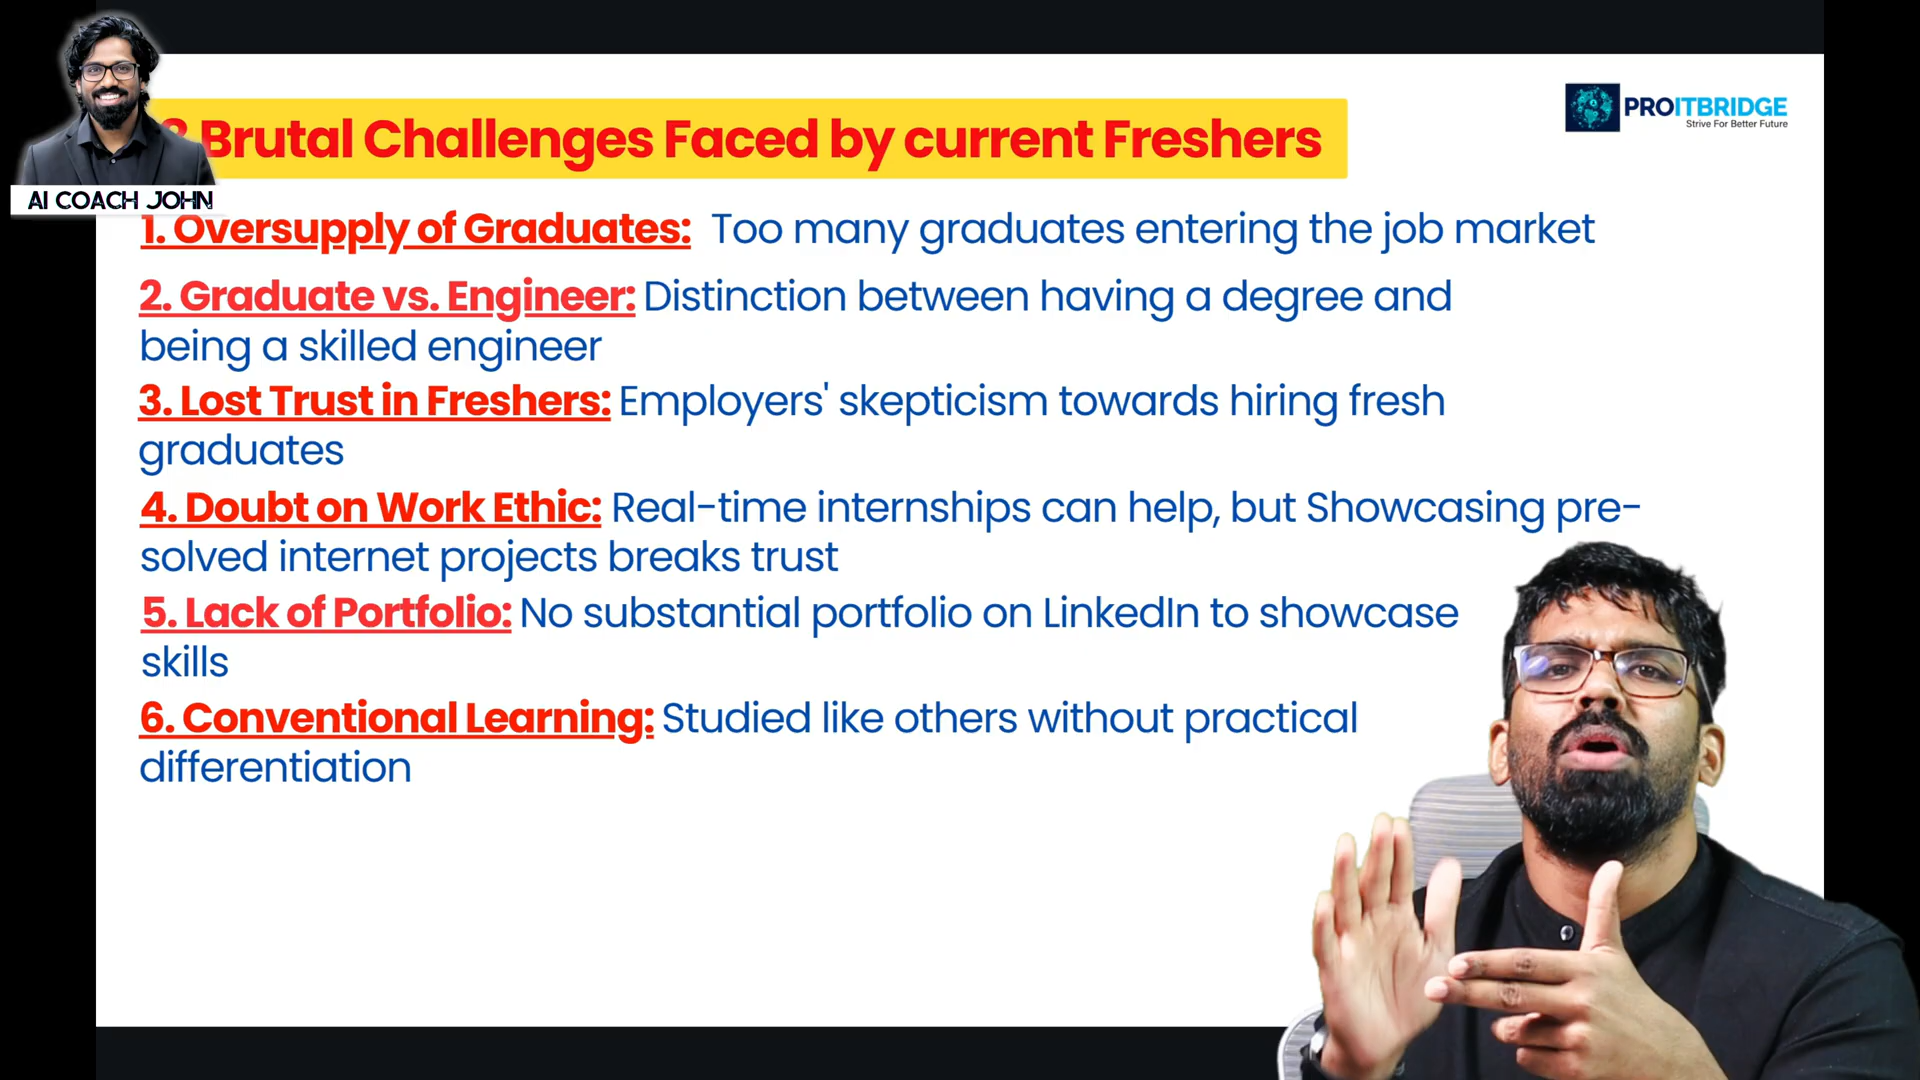 Brutal Challenges Faced by current Freshers
PROITBRIDGE
Strive For Better Future
AI COACH JOHN
1. Oversupply of Graduates: Too many graduates entering the job market
2. Graduate vs. Engineer: Distinction between having a degree and
being a skilled engineer
3. Lost Trust in Freshers: Employers' skepticism towards hiring fresh
graduates
4. Doubt on Work Ethic: Real-time internships can help, but Showcasing pre-
solved internet projects breaks trust
5. Lack of Portfolio: No substantial portfolio on LinkedIn to showcase
skills
6. Conventional Learning: Studied like others without practical
differentiation